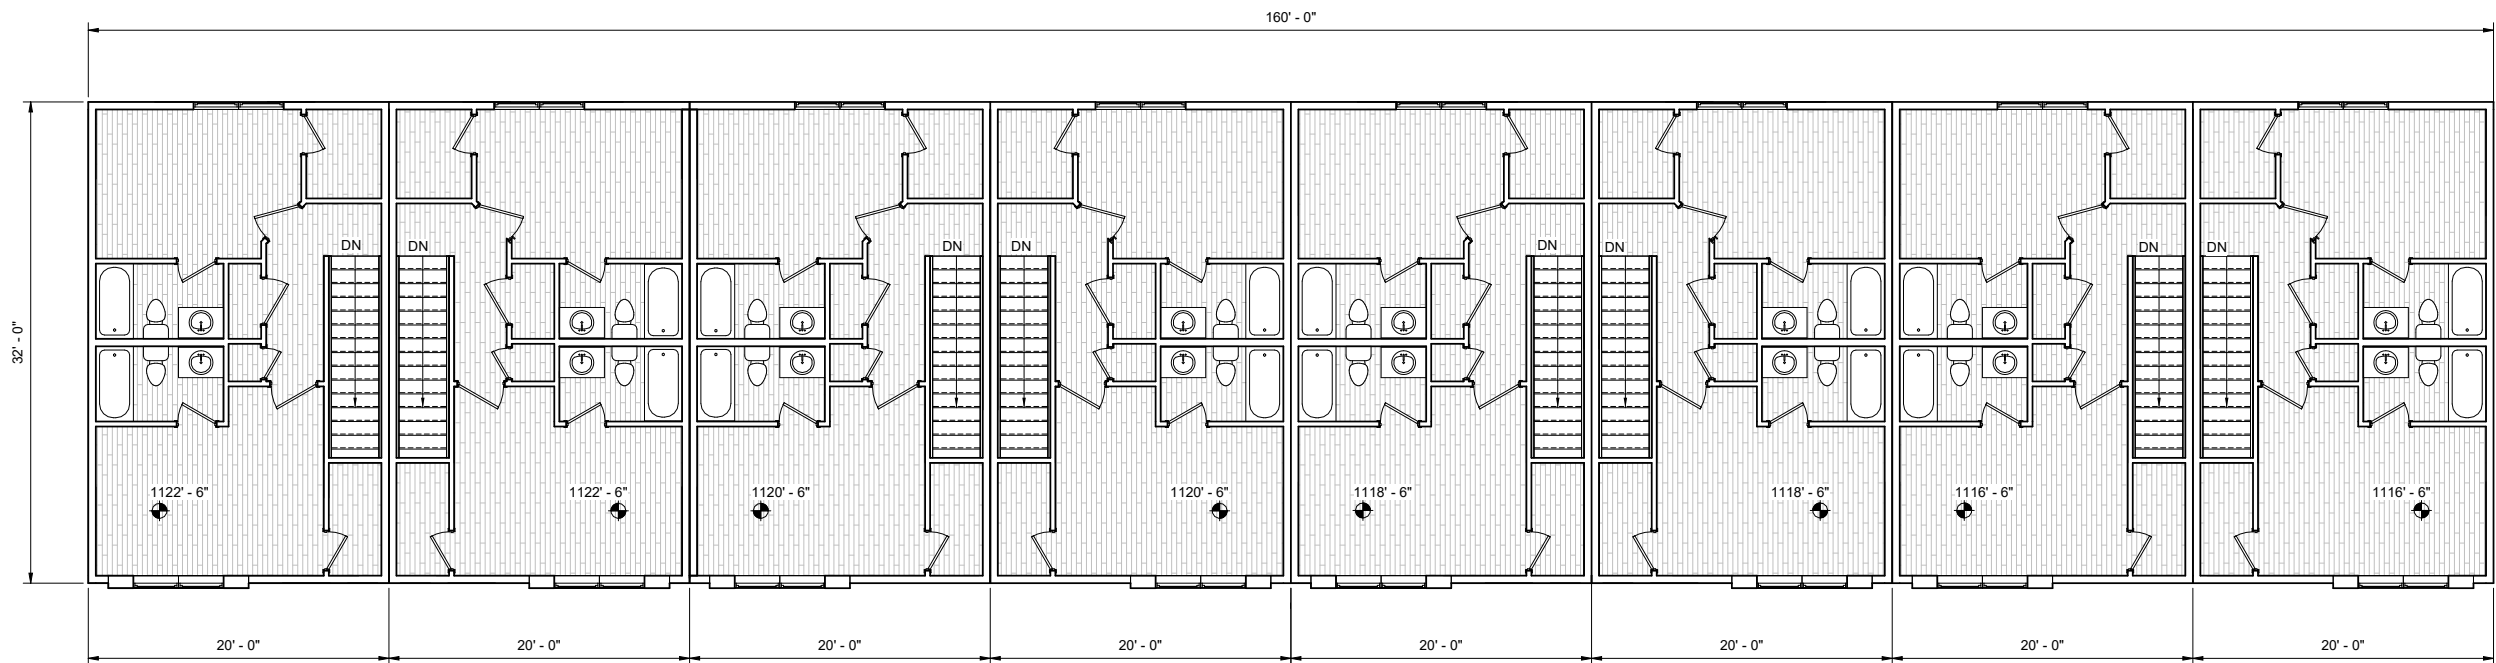 160' - 0"
32' - 0"
DN
DN
DN
DN
DN
DN
DN
DN
1122' - 6"
1122' - 6"
1120' - 6"
1120' - 6"
1118' - 6"
1118' - 6"
1116' - 6"
1116' - 6"
20' - 0"
20' - 0"
20' - 0"
20' - 0"
20' - 0"
20' - 0"
20' - 0"
20' - 0"